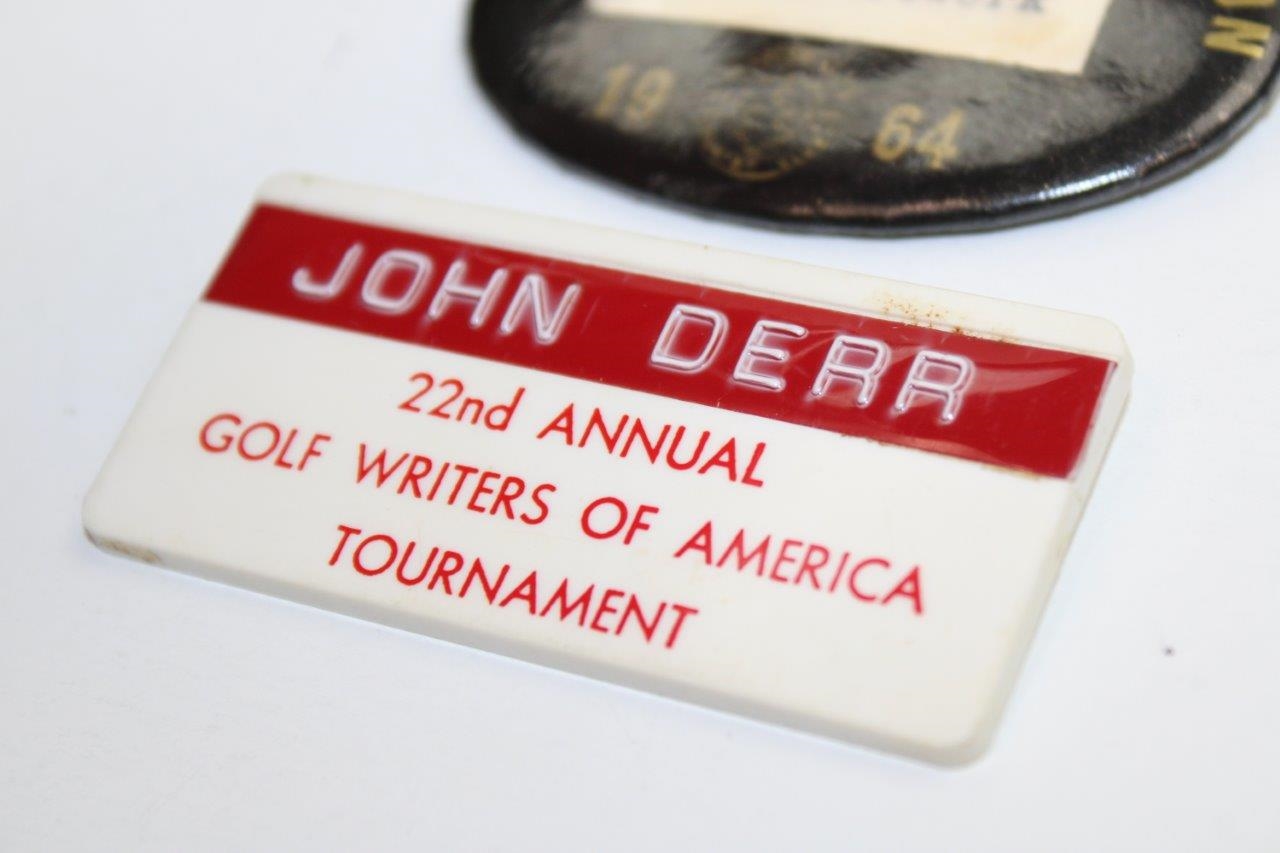 19 64
JOHN DERR
22nd ANNUAL
GOLF WRITERS OF AMERICA
TOURNAMENT